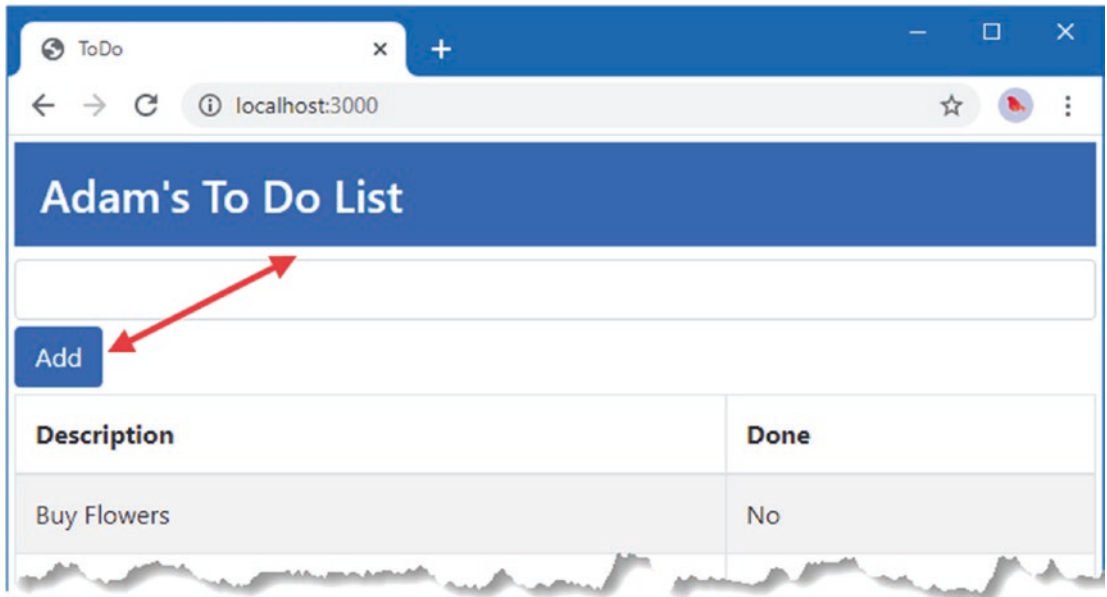 ToDo
localhost:3000
Adam's To Do List
Add
Description Done
Buy Flowers No